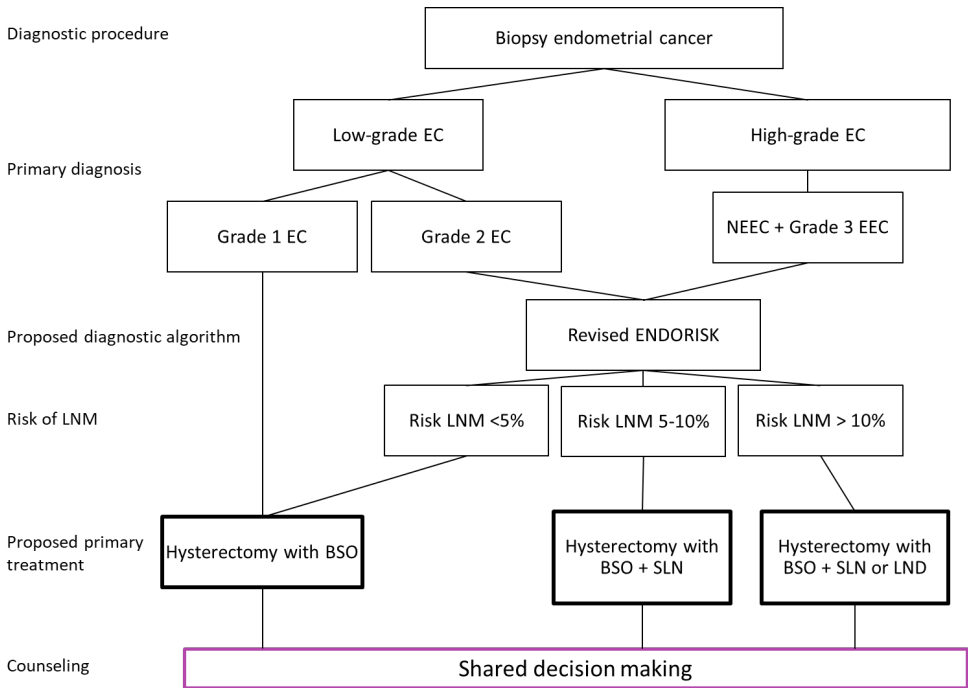 Diagnostic procedure
Biopsy endometrial cancer
Low-grade EC
High-grade EC
Primary diagnosis
Grade 1 EC
Grade 2 EC
NEEC + Grade 3 EEC
Proposed diagnostic algorithm
Revised ENDORISK
Risk of LNM
Risk LNM <5%
Risk LNM 5-10%
Risk LNM > 10%
Proposed primary
treatment
Hysterectomy with BSO
Hysterectomy with
BSO + SLN
Hysterectomy with
BSO + SLN or LND
Counseling
Shared decision making